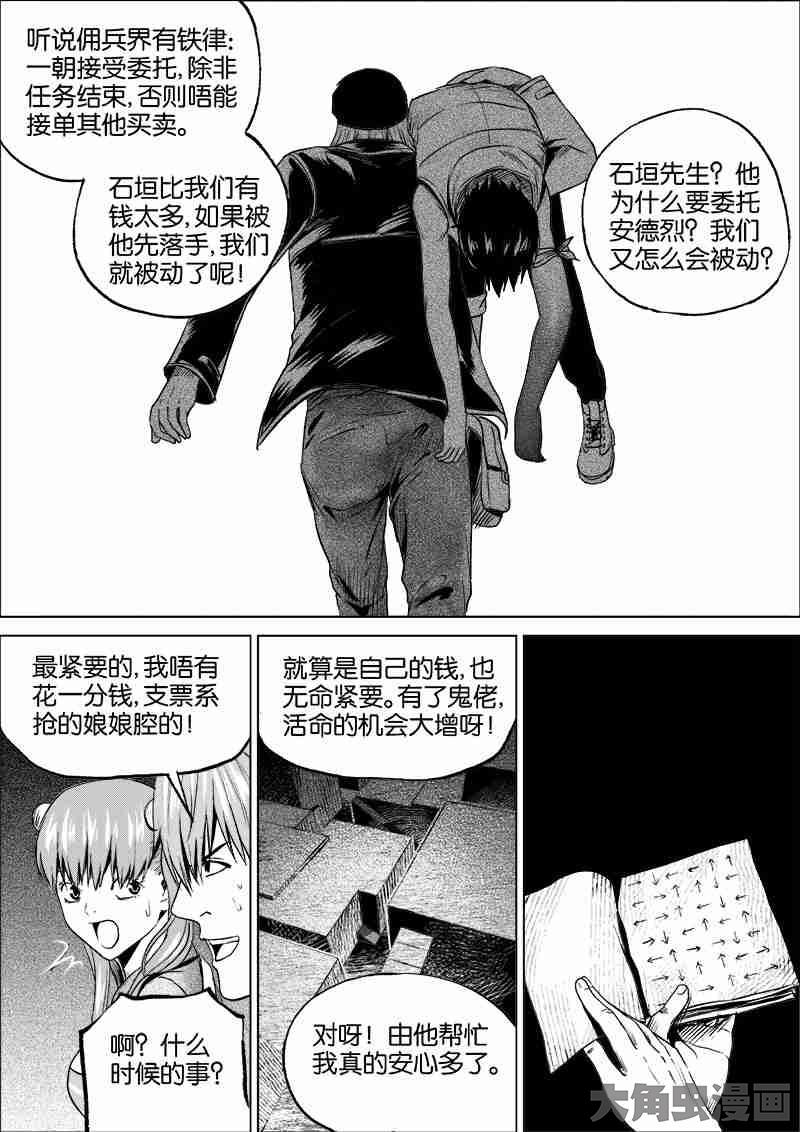 听说佣兵界有铁律：
一朝接受委托，除非
任务结束，否则唔能
接单其他买卖。
石垣比我们有
钱太多，如果被
他先落手，我们
就被动了呢！
石垣先生？他
为什么要委托
安德烈？我们
又怎么会被动？
最紧要的，我唔有
花一分钱，支票系
抢的娘娘腔的！
啊？什么
时候的事？
就算是自己的钱，也
无命紧要。有了鬼佬，
活命的机会大增呀！
对呀！由他帮忙
我真的安心多了。
大角虫漫画